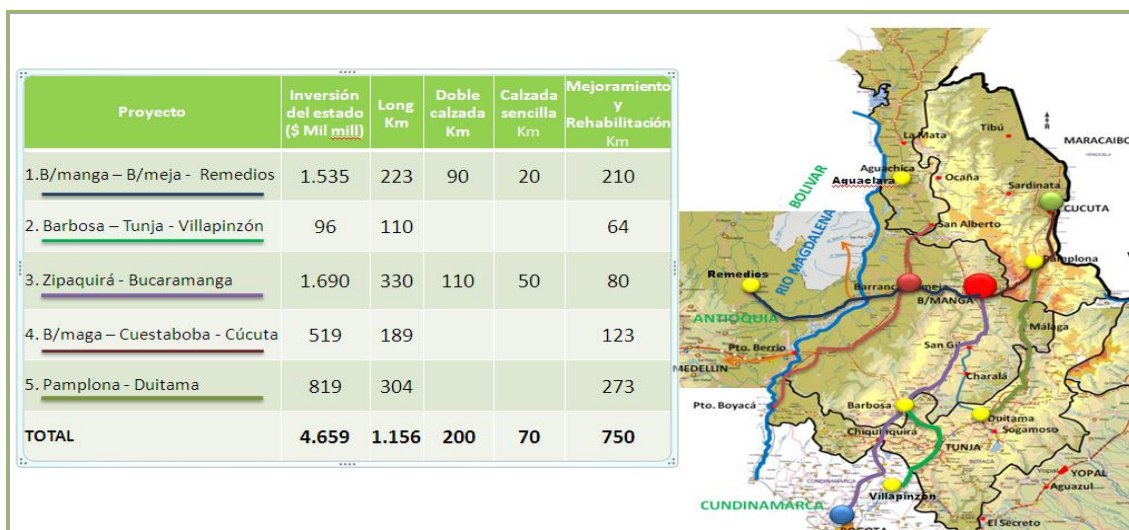 Proyecto
Inversión
del estado
($ Mil mill)
Long
Km
Doble
calzada
Km
Calzada
sencilla
Km
Mejoramiento
y
Rehabilitación
Km
1.B/manga – B/meja - Remedios 1.535 223 90 20 210
2. Barbosa – Tunja - Villapinzón 96 110 64
3. Zipaquirá - Bucaramanga 1.690 330 110 50 80
4. B/maga – Cuestaboba - Cúcuta 519 189 123
5. Pamplona - Duitama 819 304 273
TOTAL 4.659 1.156 200 70 750
La Mata
Tibú
MARACAIBO
Aguachica
Aguaclara
Ocaña
Sardinata
BOLIVAR
CUCUTA
San Alberto
RIO MAGDALENA
Pamplona
Remedios
B/MANGA
ANTIOQUIA
Málaga
San Gil
Pto. Berrio
MEDELLIN
Charalá
Pto. Boyacá
Barbosa
Duitama
Chiquinquirá
Sogamoso
TUNJA
BOYACÁ
Yopal
YOPAL
Aguazul
CUNDINAMARCA
Villapinzón
CUNDINAMARCA
El Secreto